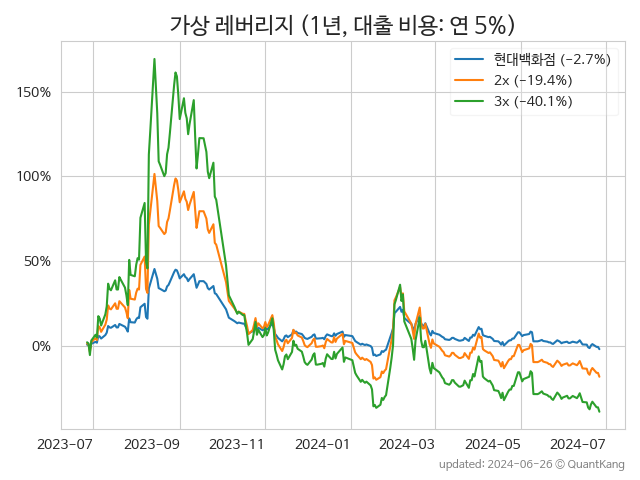 가상 레버리지 (1년, 대출 비용: 연 5%)
현대백화점 (−2.7%)
2x (−19.4%)
3x (−40.1%)
150%
100%
50%
0%
2023-07 2023-09 2023-11 2024-01 2024-03 2024-05 2024-07
updated: 2024-06-26 © QuantKang